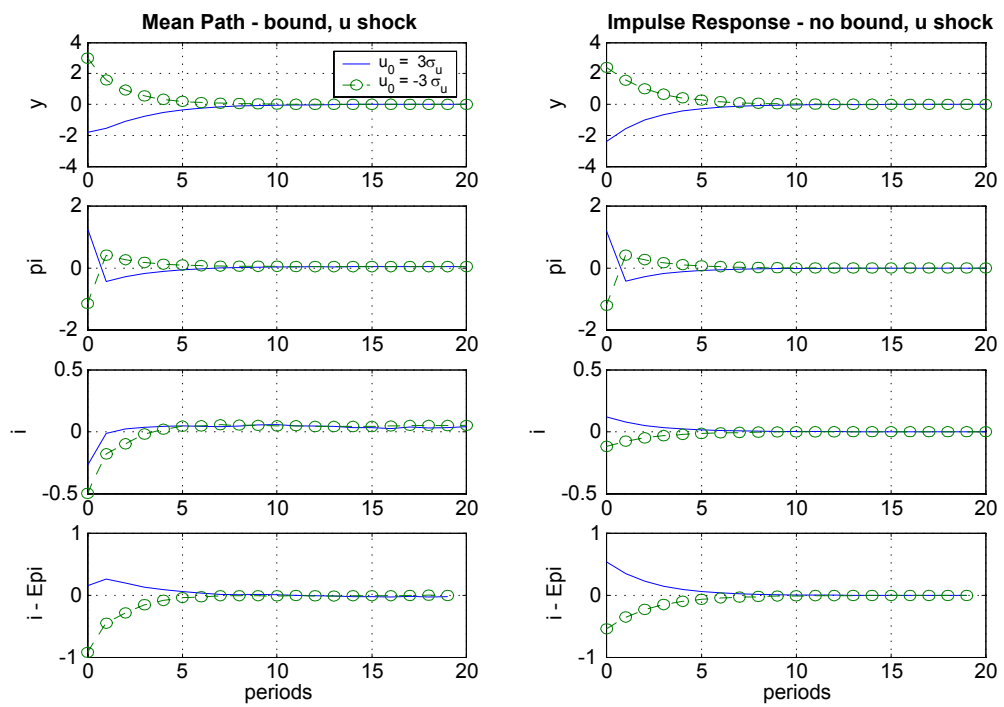 Mean Path - bound, u shock
Impulse Response - no bound, u shock
u_0 = 3σ_u
u_0 = -3 σ_u
y
4
2
0
-2
-4
0 5 10 15 20
y
4
2
0
-2
-4
0 5 10 15 20
pi
2
0
-2
0 5 10 15 20
pi
2
0
-2
0 5 10 15 20
i
0.5
0
-0.5
0 5 10 15 20
i
0.5
0
-0.5
0 5 10 15 20
i - Epi
1
0
-1
0 5 10 15 20
periods
i - Epi
1
0
-1
0 5 10 15 20
periods